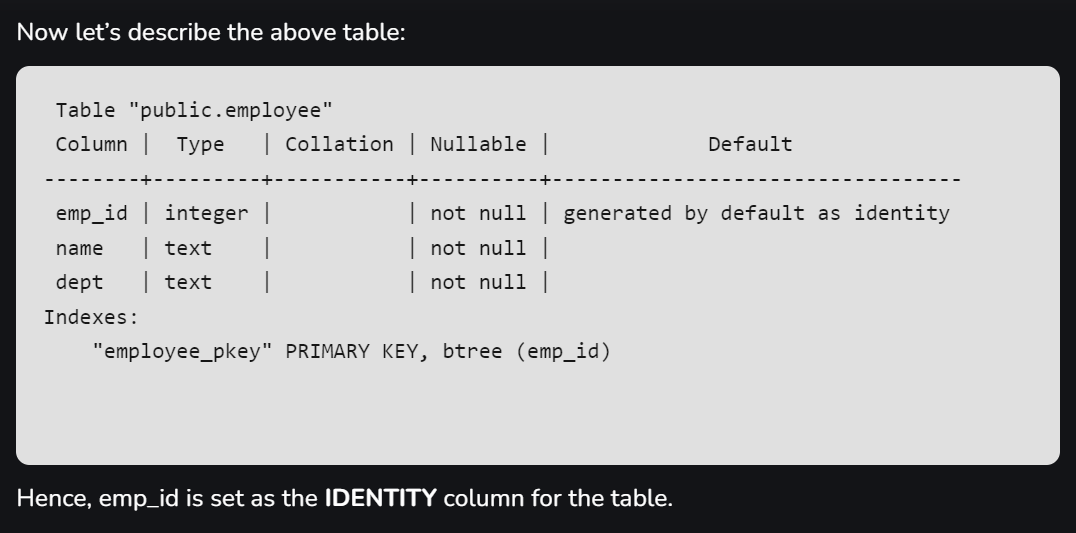 Now let’s describe the above table:
Table "public.employee"
Column | Type | Collation | Nullable | Default
--------+---------+-----------+----------+----------------------------------
emp_id | integer | | not null | generated by default as identity
name | text | | not null |
dept | text | | not null |
Indexes:
"employee_pkey" PRIMARY KEY, btree (emp_id)
Hence, emp_id is set as the IDENTITY column for the table.